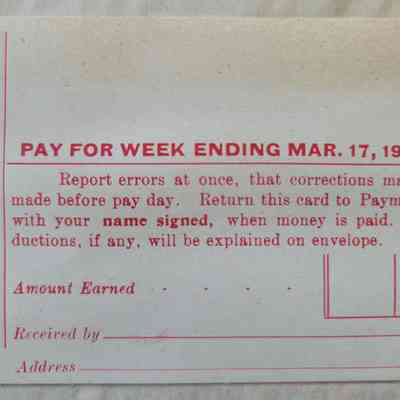 PAY FOR WEEK ENDING MAR. 17, 19
Report errors at once, that corrections ma
made before pay day. Return this card to Paym
with your name signed, when money is paid.
ductions, if any, will be explained on envelope.
Amount Earned . . . .
Received by
Address